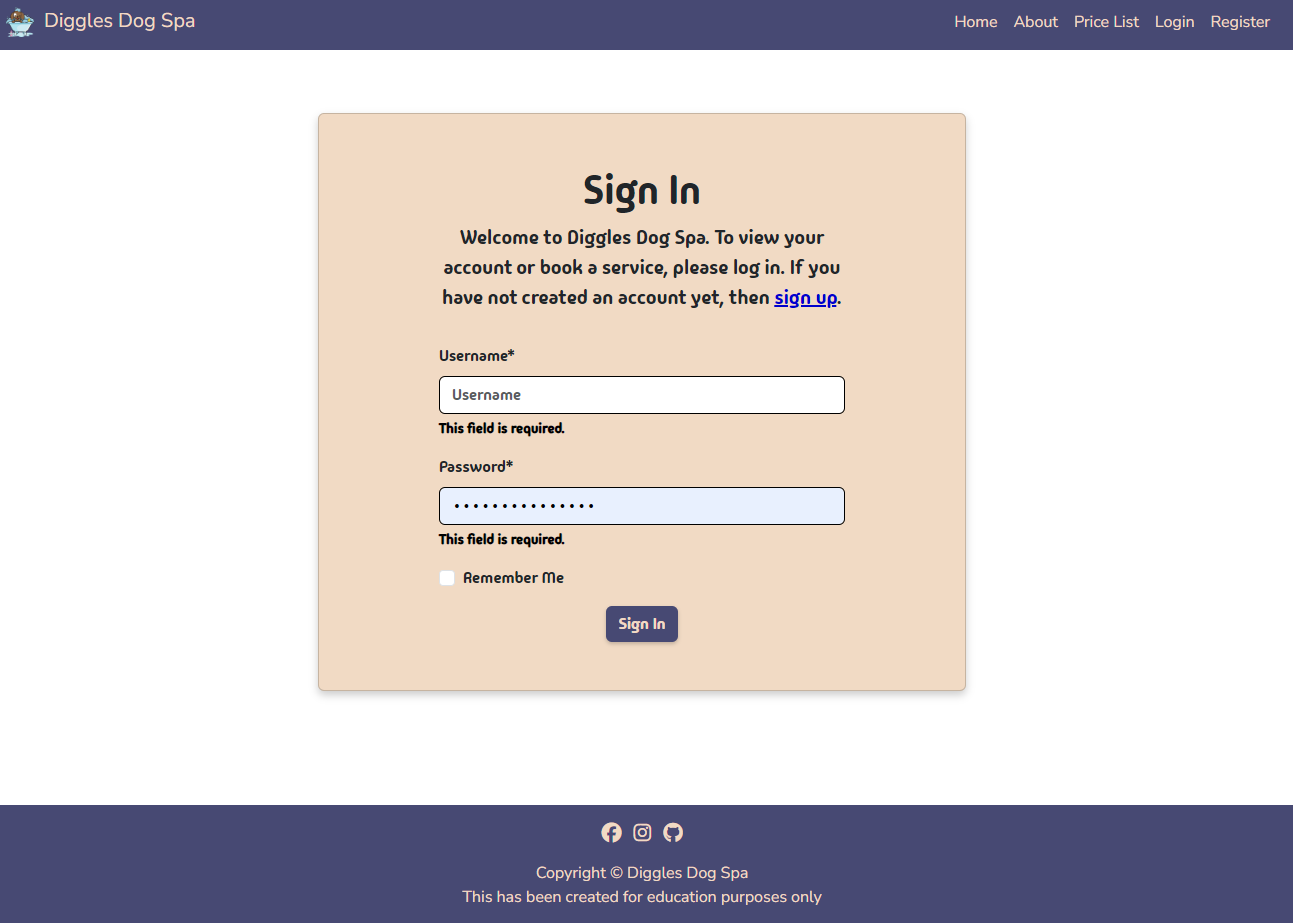 Diggles Dog Spa
Home About Price List Login Register
Sign In
Welcome to Diggles Dog Spa. To view your
account or book a service, please log in. If you
have not created an account yet, then sign up.
Username*
Username
This field is required.
Password*
•••••••••••••••
This field is required.
Remember Me
Sign In
Copyright © Diggles Dog Spa
This has been created for education purposes only